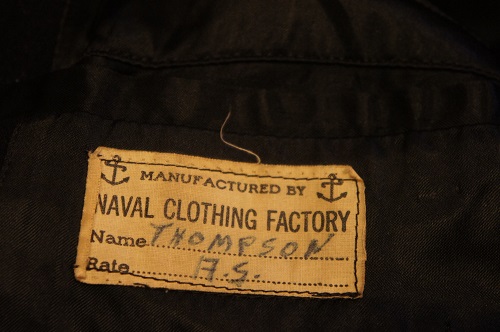 MANUFACTURED BY
NAVAL CLOTHING FACTORY
Name THOMPSON
Rate A.S.